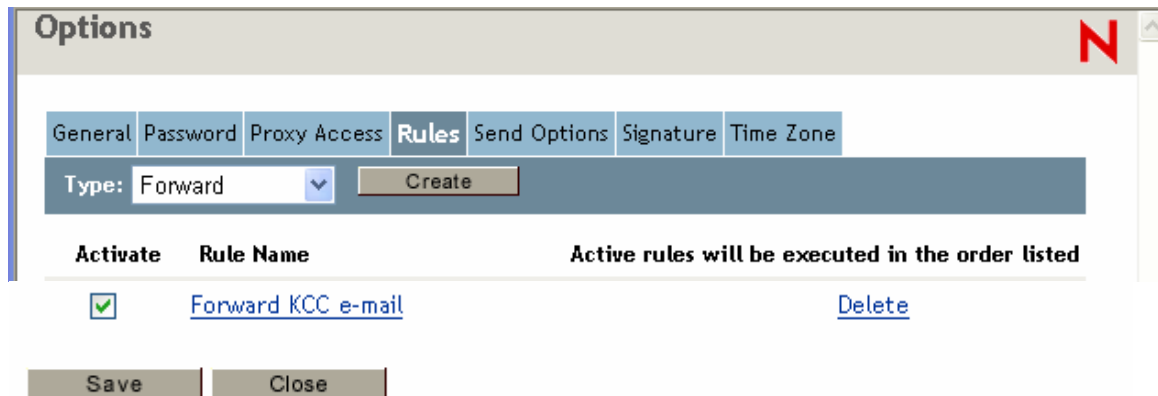 Options
N
General Password Proxy Access Rules Send Options Signature Time Zone
Type: Forward Create
Activate Rule Name Active rules will be executed in the order listed
Forward KCC e-mail Delete
Save Close